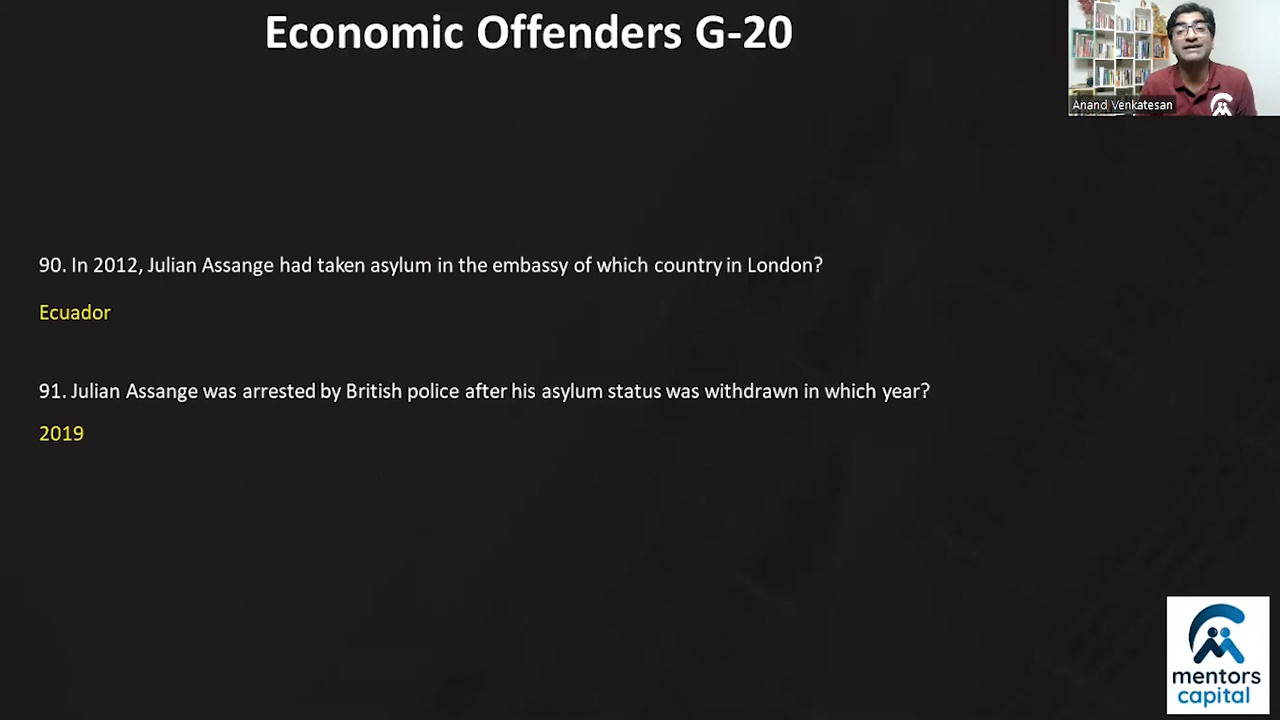 Economic Offenders G-20
Anand Venkatesan
90. In 2012, Julian Assange had taken asylum in the embassy of which country in London?
Ecuador
91. Julian Assange was arrested by British police after his asylum status was withdrawn in which year?
2019
mentors
capital